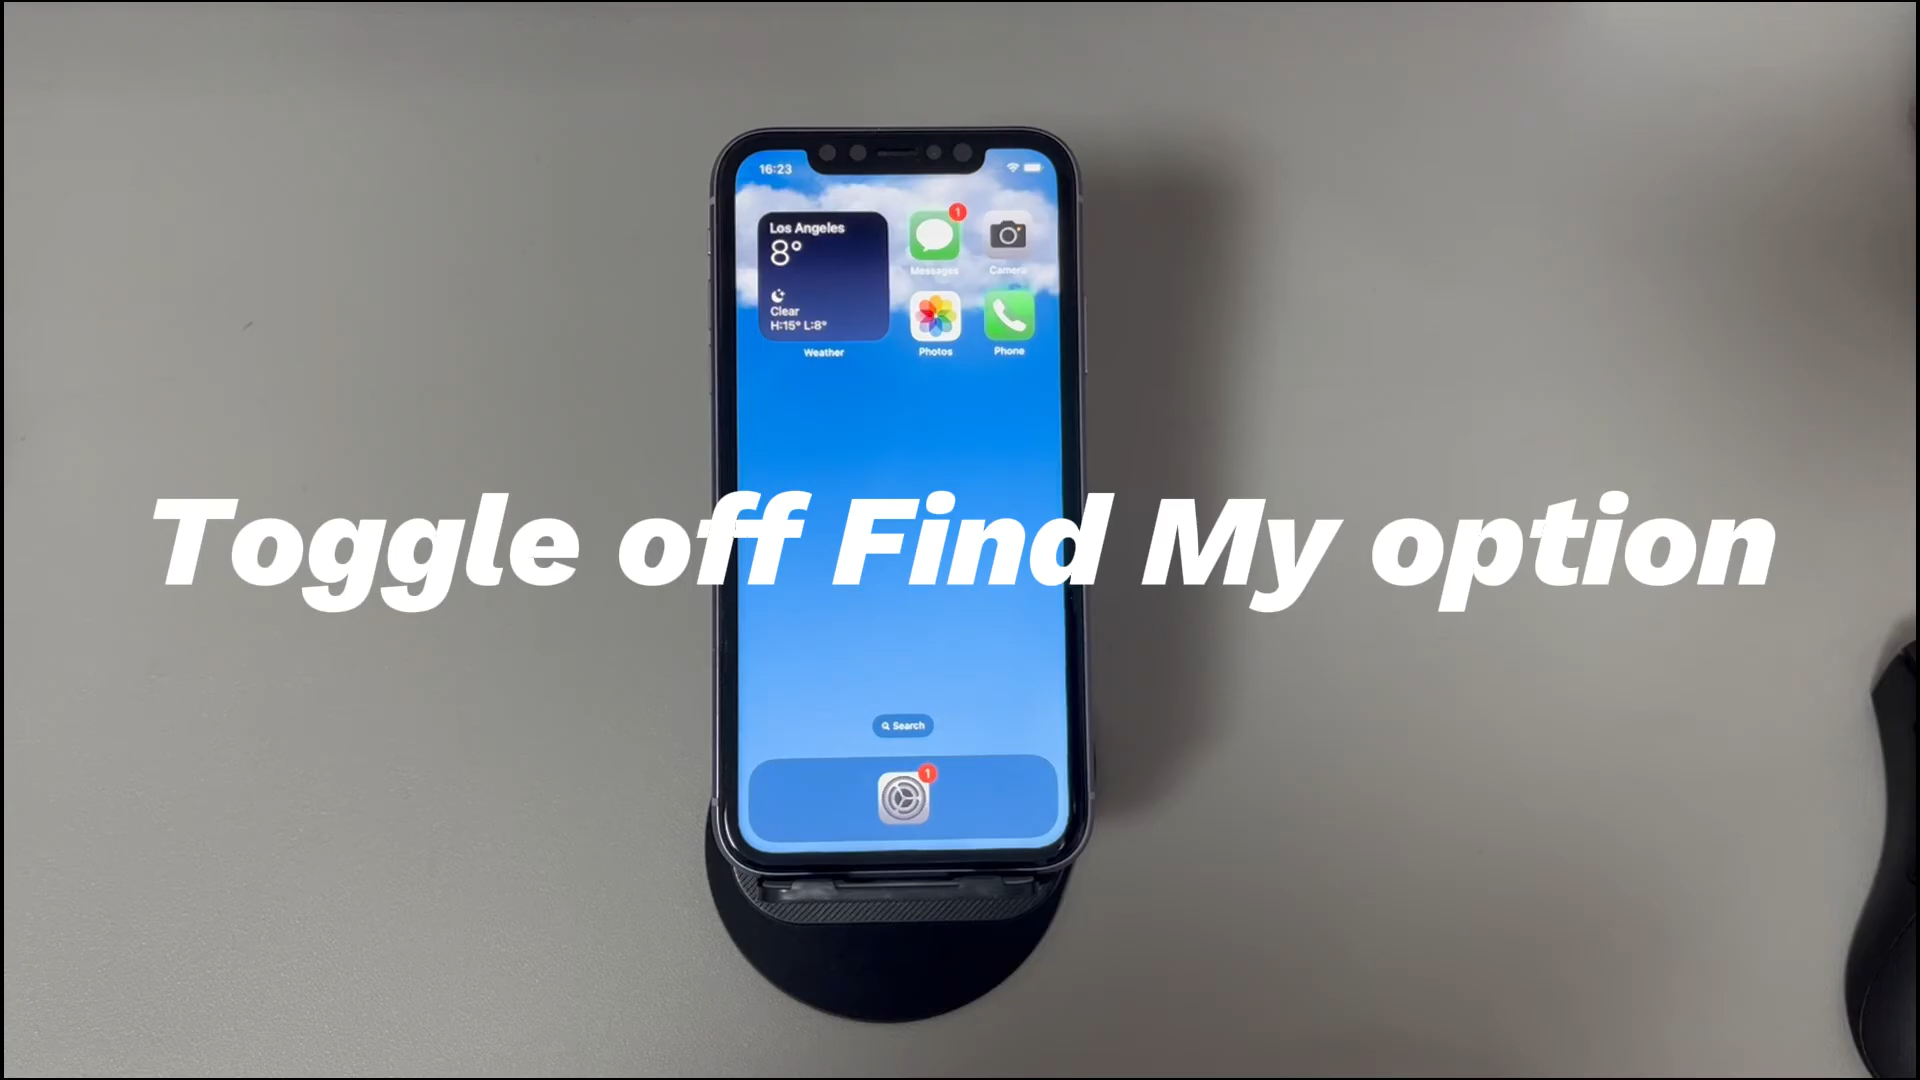 16:23
Los Angeles
8°
Clear
H:15° L:8°
Weather
1
Messages
Camera
Photos
Phone
Toggle off Find My option
Search
1